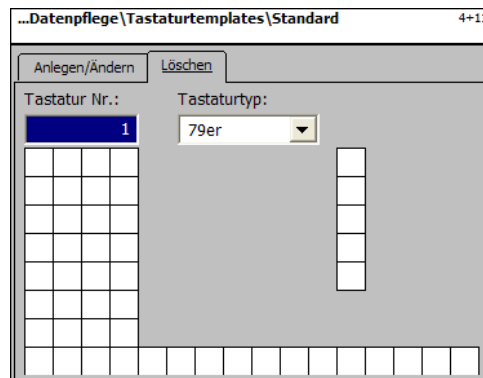 ...Datenpflege\Tastaturtemplates\Standard
Anlegen/Ändern Löschen
Tastatur Nr.: Tastaturtyp:
1 79er